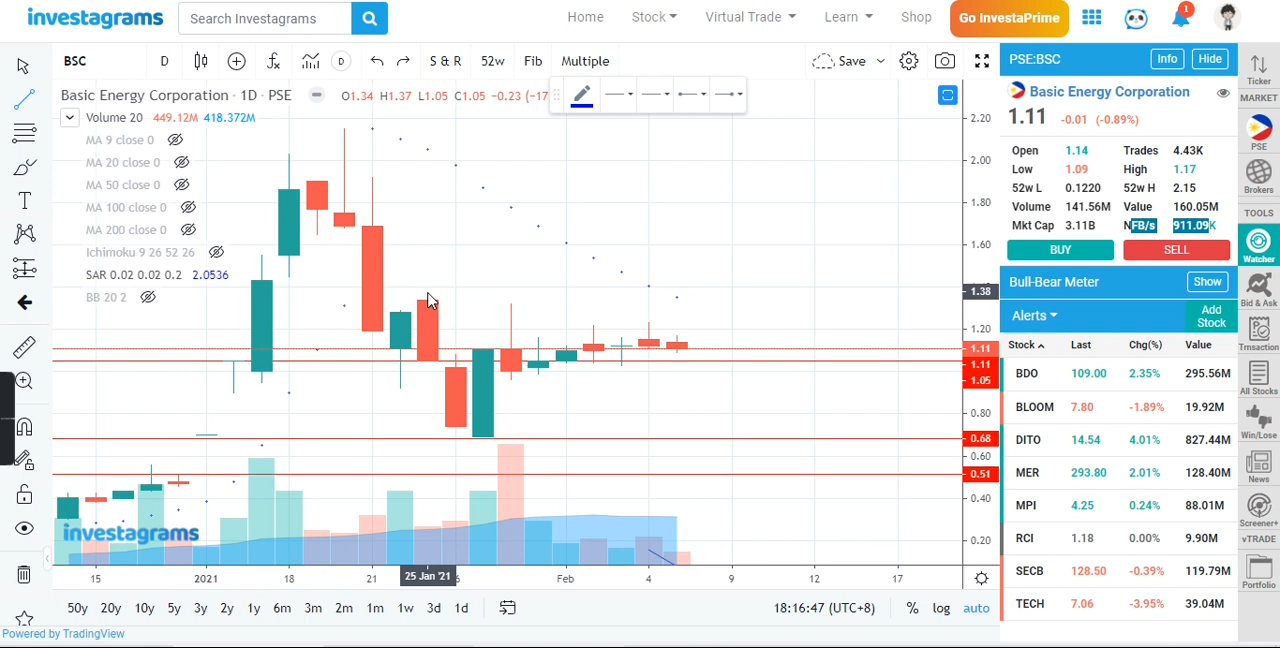 investagrams
Search Investagrams
Home
Stock
Virtual Trade
Learn
Shop
Go InvestaPrime
1
BSC
D
D
S & R
52w
Fib
Multiple
Save
Basic Energy Corporation · 1D · PSE
O1.34 H1.37 L1.05 C1.05 -0.23 (-17
Volume 20 449.12M 418.372M
MA 9 close 0
MA 20 close 0
MA 50 close 0
MA 100 close 0
MA 200 close 0
Ichimoku 9 26 52 26
SAR 0.02 0.02 0.2 2.0536
BB 20 2
2.20
2.00
1.80
1.60
1.38
1.20
1.11
1.11
1.05
0.80
0.68
0.60
0.51
0.40
0.20
investagrams
15
2021
18
21
25 Jan '21
6
Feb
4
9
12
17
50y 20y 10y 5y 3y 2y 1y 6m 3m 2m 1m 1w 3d 1d
18:16:47 (UTC+8)
% log auto
Powered by TradingView
PSE:BSC
Info
Hide
Basic Energy Corporation
1.11 -0.01 (-0.89%)
Open 1.14 Trades 4.43K
Low 1.09 High 1.17
52w L 0.1220 52w H 2.15
Volume 141.56M Value 160.05M
Mkt Cap 3.11B NFB/s 911.09K
BUY
SELL
Bull-Bear Meter
Show
Alerts
Add Stock
Stock Last Chg(%) Value
BDO 109.00 2.35% 295.56M
BLOOM 7.80 -1.89% 19.92M
DITO 14.54 4.01% 827.44M
MER 293.80 2.01% 128.40M
MPI 4.25 0.24% 88.01M
RCI 1.18 0.00% 9.90M
SECB 128.50 -0.39% 119.79M
TECH 7.06 -3.95% 39.04M
Ticker
MARKET
PSE
Brokers
TOOLS
Watcher
Bid & Ask
Trnsaction
All Stocks
Win/Lose
News
Screener+
vTRADE
Portfolio